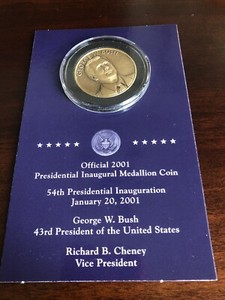 Official 2001
Presidential Inaugural Medallion Coin
54th Presidential Inauguration
January 20, 2001
George W. Bush
43rd President of the United States
Richard B. Cheney
Vice President